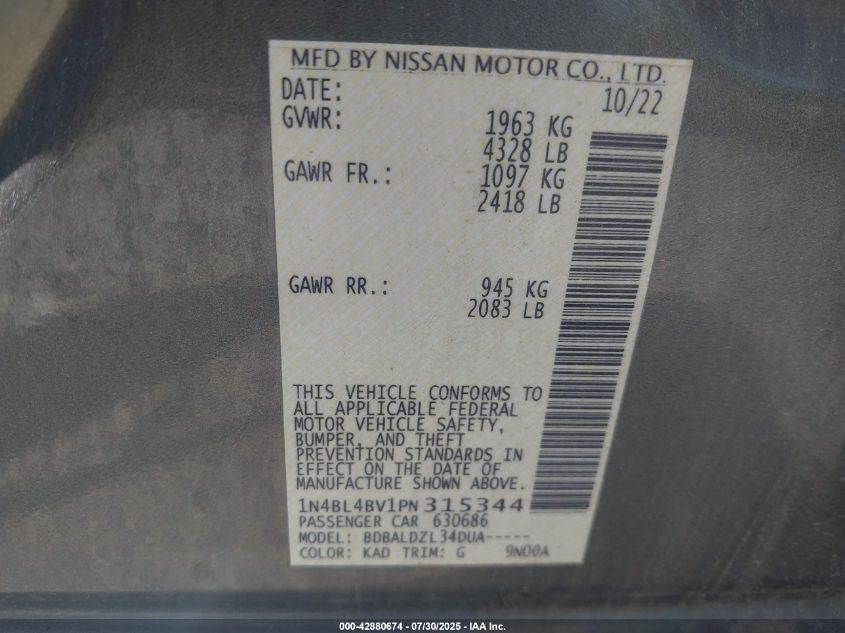 MFD BY NISSAN MOTOR CO., LTD.
DATE: 10/22
GVWR: 1963 KG
4328 LB
GAWR FR.: 1097 KG
2418 LB
GAWR RR.: 945 KG
2083 LB
THIS VEHICLE CONFORMS TO
ALL APPLICABLE FEDERAL
MOTOR VEHICLE SAFETY,
BUMPER, AND THEFT
PREVENTION STANDARDS IN
EFFECT ON THE DATE OF
MANUFACTURE SHOWN ABOVE.
1N4BL4BV1PN315344
PASSENGER CAR 630686
MODEL: BDBALDZL34DUA-----
COLOR: KAD TRIM: G 9N00A
000-42880674 - 07/30/2025 - IAA Inc.